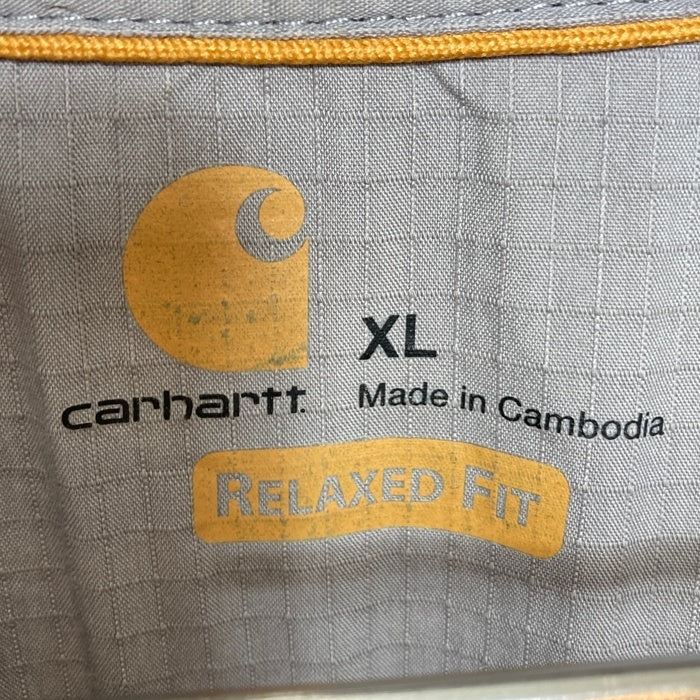 XL
carhartt.
Made in Cambodia
RELAXED FIT